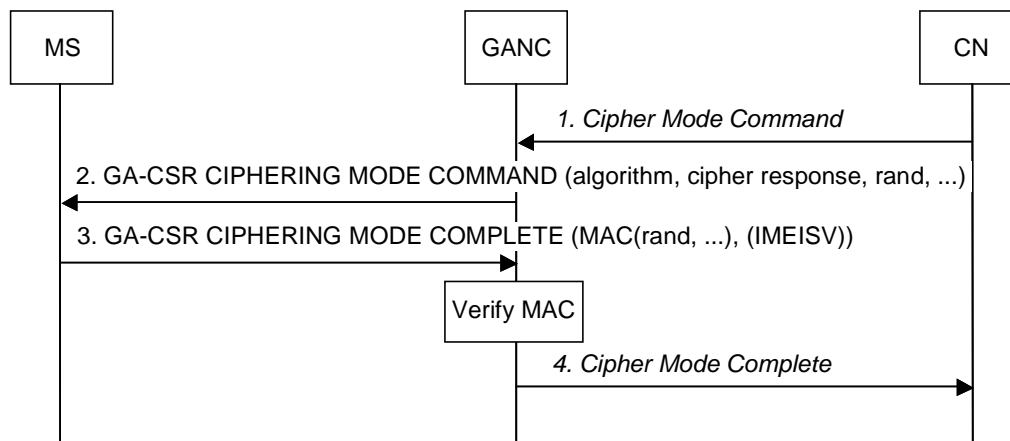 MS
GANC
CN
1. Cipher Mode Command
2. GA-CSR CIPHERING MODE COMMAND (algorithm, cipher response, rand, ...)
3. GA-CSR CIPHERING MODE COMPLETE (MAC(rand, ...), (IMEISV))
Verify MAC
4. Cipher Mode Complete